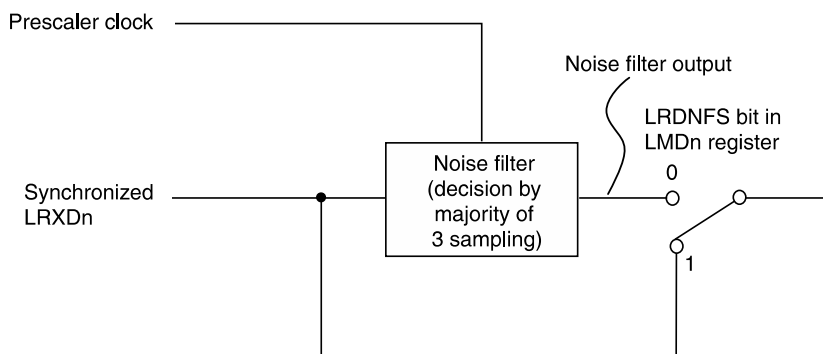 Prescaler clock
Noise filter output
LRDNFS bit in
LMDn register
0
Noise filter
(decision by
majority of
3 sampling)
Synchronized
LRXDn
1